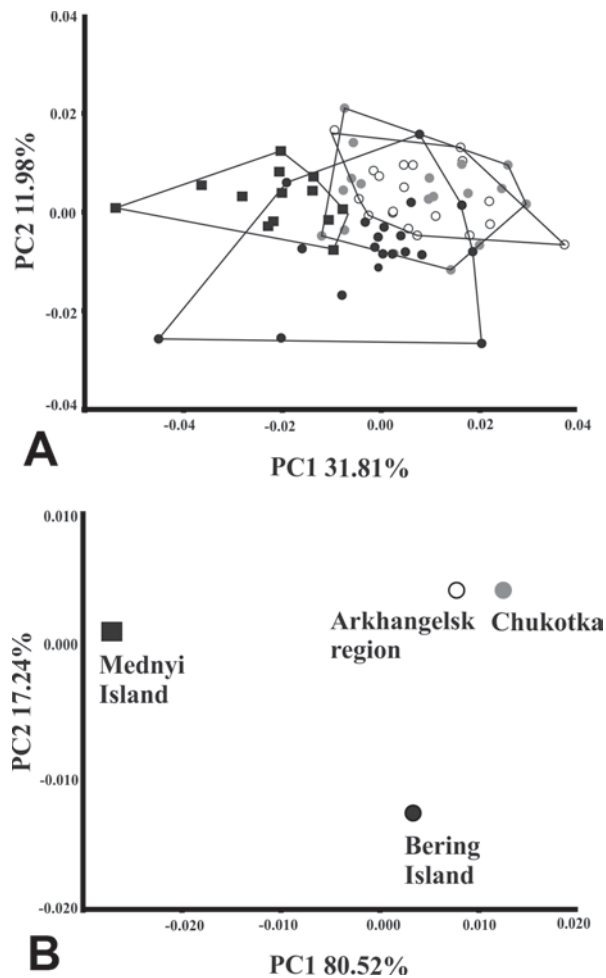 0.04
0.02
0.00
-0.02
-0.04
PC2 11.98%
-0.04
-0.02
0.00
0.02
0.04
A
PC1 31.81%
0.010
0.000
-0.010
-0.020
PC2 17.24%
Arkhangelsk
region
Chukotka
Mednyi
Island
Bering
Island
-0.020
-0.010
0.000
0.010
0.020
B
PC1 80.52%